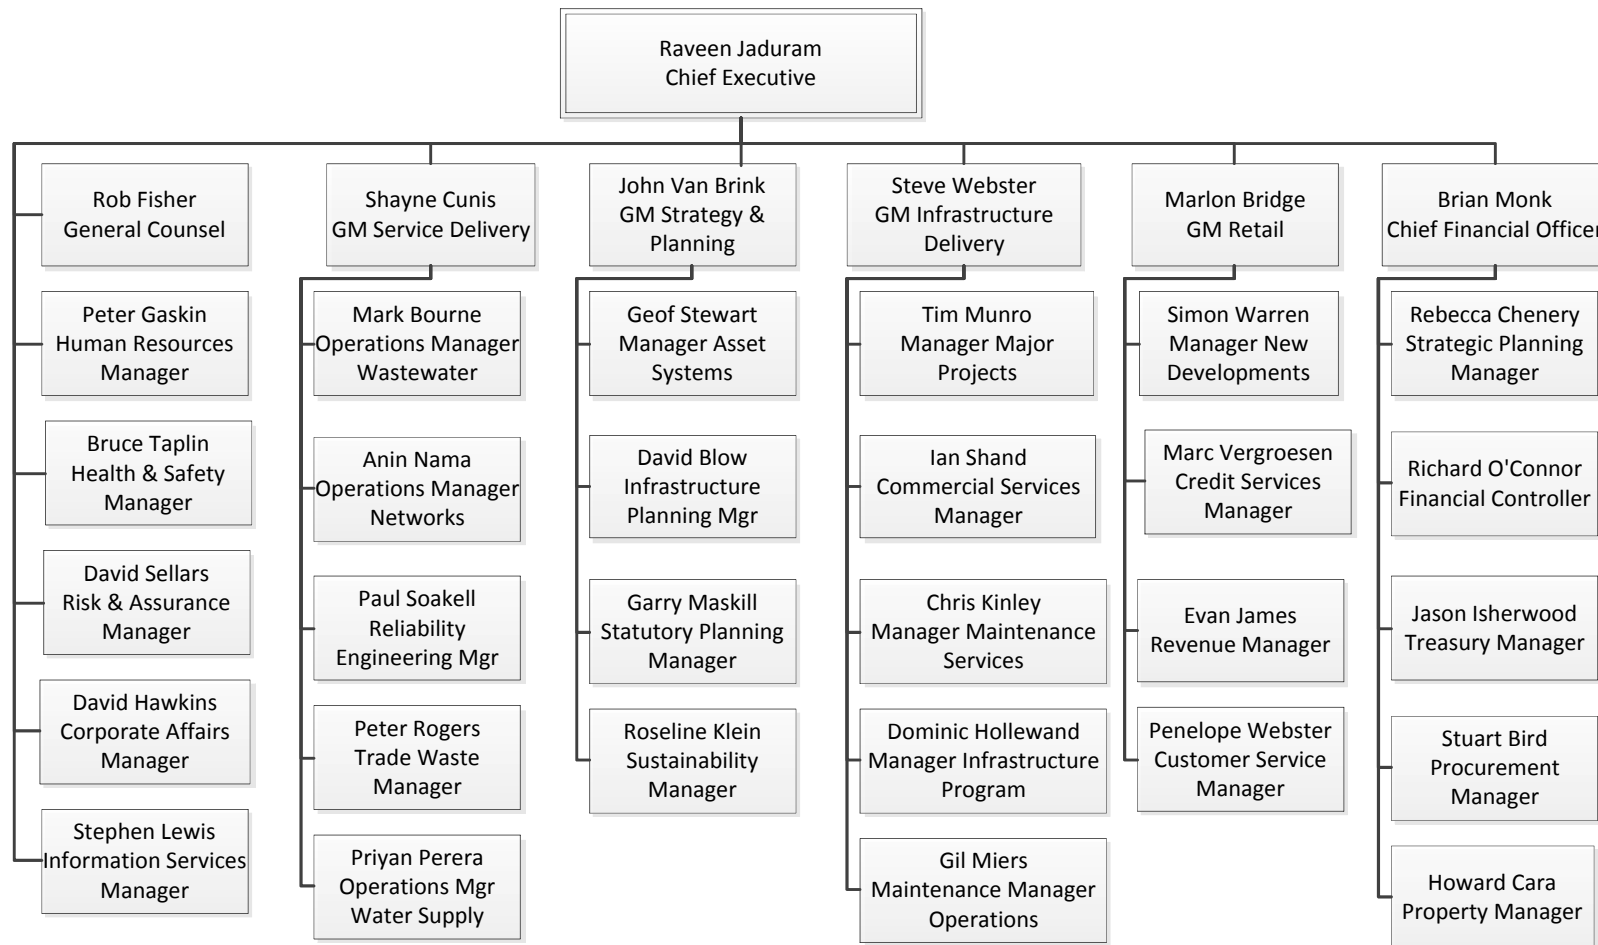 Raveen Jaduram
Chief Executive
Rob Fisher
General Counsel
Peter Gaskin
Human Resources
Manager
Bruce Taplin
Health & Safety
Manager
David Sellars
Risk & Assurance
Manager
David Hawkins
Corporate Affairs
Manager
Stephen Lewis
Information Services
Manager
Shayne Cunis
GM Service Delivery
Mark Bourne
Operations Manager
Wastewater
Anin Nama
Operations Manager
Networks
Paul Soakell
Reliability
Engineering Mgr
Peter Rogers
Trade Waste
Manager
Priyan Perera
Operations Mgr
Water Supply
John Van Brink
GM Strategy &
Planning
Geof Stewart
Manager Asset
Systems
David Blow
Infrastructure
Planning Mgr
Garry Maskill
Statutory Planning
Manager
Roseline Klein
Sustainability
Manager
Steve Webster
GM Infrastructure
Delivery
Tim Munro
Manager Major
Projects
Ian Shand
Commercial Services
Manager
Chris Kinley
Manager Maintenance
Services
Dominic Hollewand
Manager Infrastructure
Program
Gil Miers
Maintenance Manager
Operations
Marlon Bridge
GM Retail
Simon Warren
Manager New
Developments
Marc Vergroesen
Credit Services
Manager
Evan James
Revenue Manager
Penelope Webster
Customer Service
Manager
Brian Monk
Chief Financial Officer
Rebecca Chenery
Strategic Planning
Manager
Richard O'Connor
Financial Controller
Jason Isherwood
Treasury Manager
Stuart Bird
Procurement
Manager
Howard Cara
Property Manager